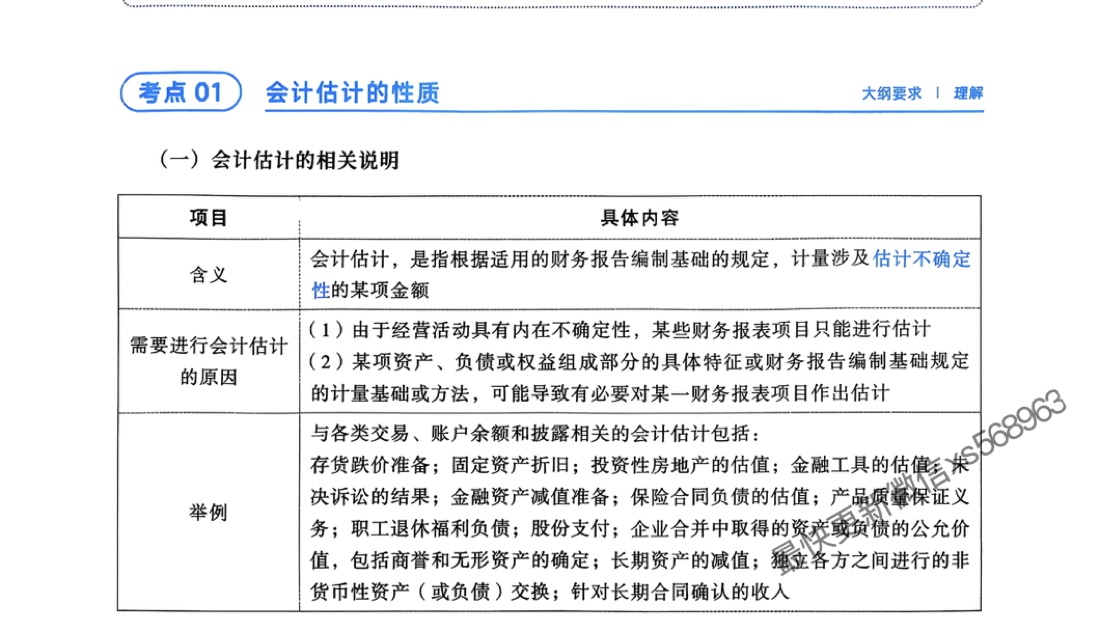 考点 01 会计估计的性质 大纲要求 | 理解
（一）会计估计的相关说明
项目 具体内容
含义
会计估计，是指根据适用的财务报告编制基础的规定，计量涉及估计不确定
性的某项金额
需要进行会计估计
的原因
（1）由于经营活动具有内在不确定性，某些财务报表项目只能进行估计
（2）某项资产、负债或权益组成部分的具体特征或财务报告编制基础规定
的计量基础或方法，可能导致有必要对某一财务报表项目作出估计
举例
与各类交易、账户余额和披露相关的会计估计包括：
存货跌价准备；固定资产折旧；投资性房地产的估值；金融工具的估值；未
决诉讼的结果；金融资产减值准备；保险合同负债的估值；产品质量保证义
务；职工退休福利负债；股份支付；企业合并中取得的资产或负债的公允价
值，包括商誉和无形资产的确定；长期资产的减值；独立各方之间进行的非
货币性资产（或负债）交换；针对长期合同确认的收入
最快更新微信xs568963